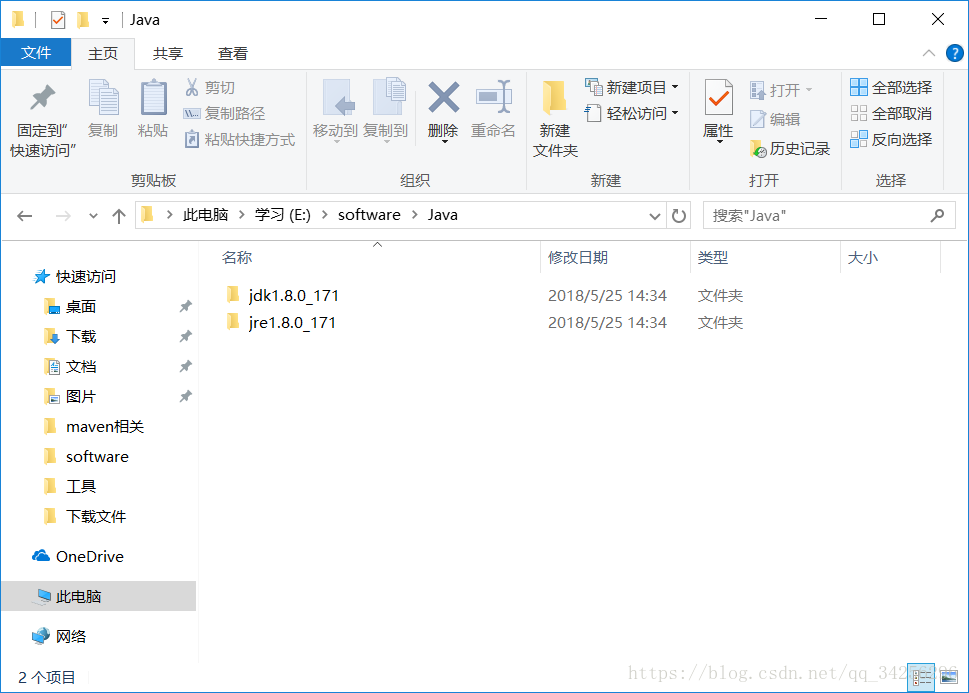 Java
文件 主页 共享 查看
固定到"快速访问"
复制
粘贴
剪切
复制路径
粘贴快捷方式
剪贴板
移动到
复制到
删除
重命名
组织
新建文件夹
新建项目
轻松访问
新建
属性
打开
编辑
历史记录
打开
全部选择
全部取消
反向选择
选择
此电脑 学习 (E:) software Java
搜索"Java"
名称 修改日期 类型 大小
jdk1.8.0_171 2018/5/25 14:34 文件夹
jre1.8.0_171 2018/5/25 14:34 文件夹
快速访问
桌面
下载
文档
图片
maven相关
software
工具
下载文件
OneDrive
此电脑
网络
2 个项目